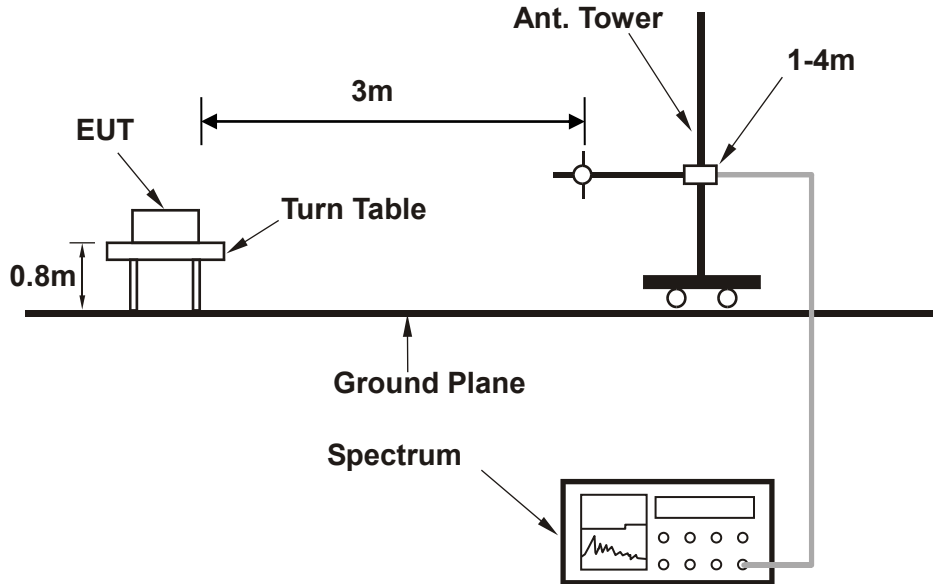 Ant. Tower
1-4m
3m
EUT
Turn Table
0.8m
Ground Plane
Spectrum